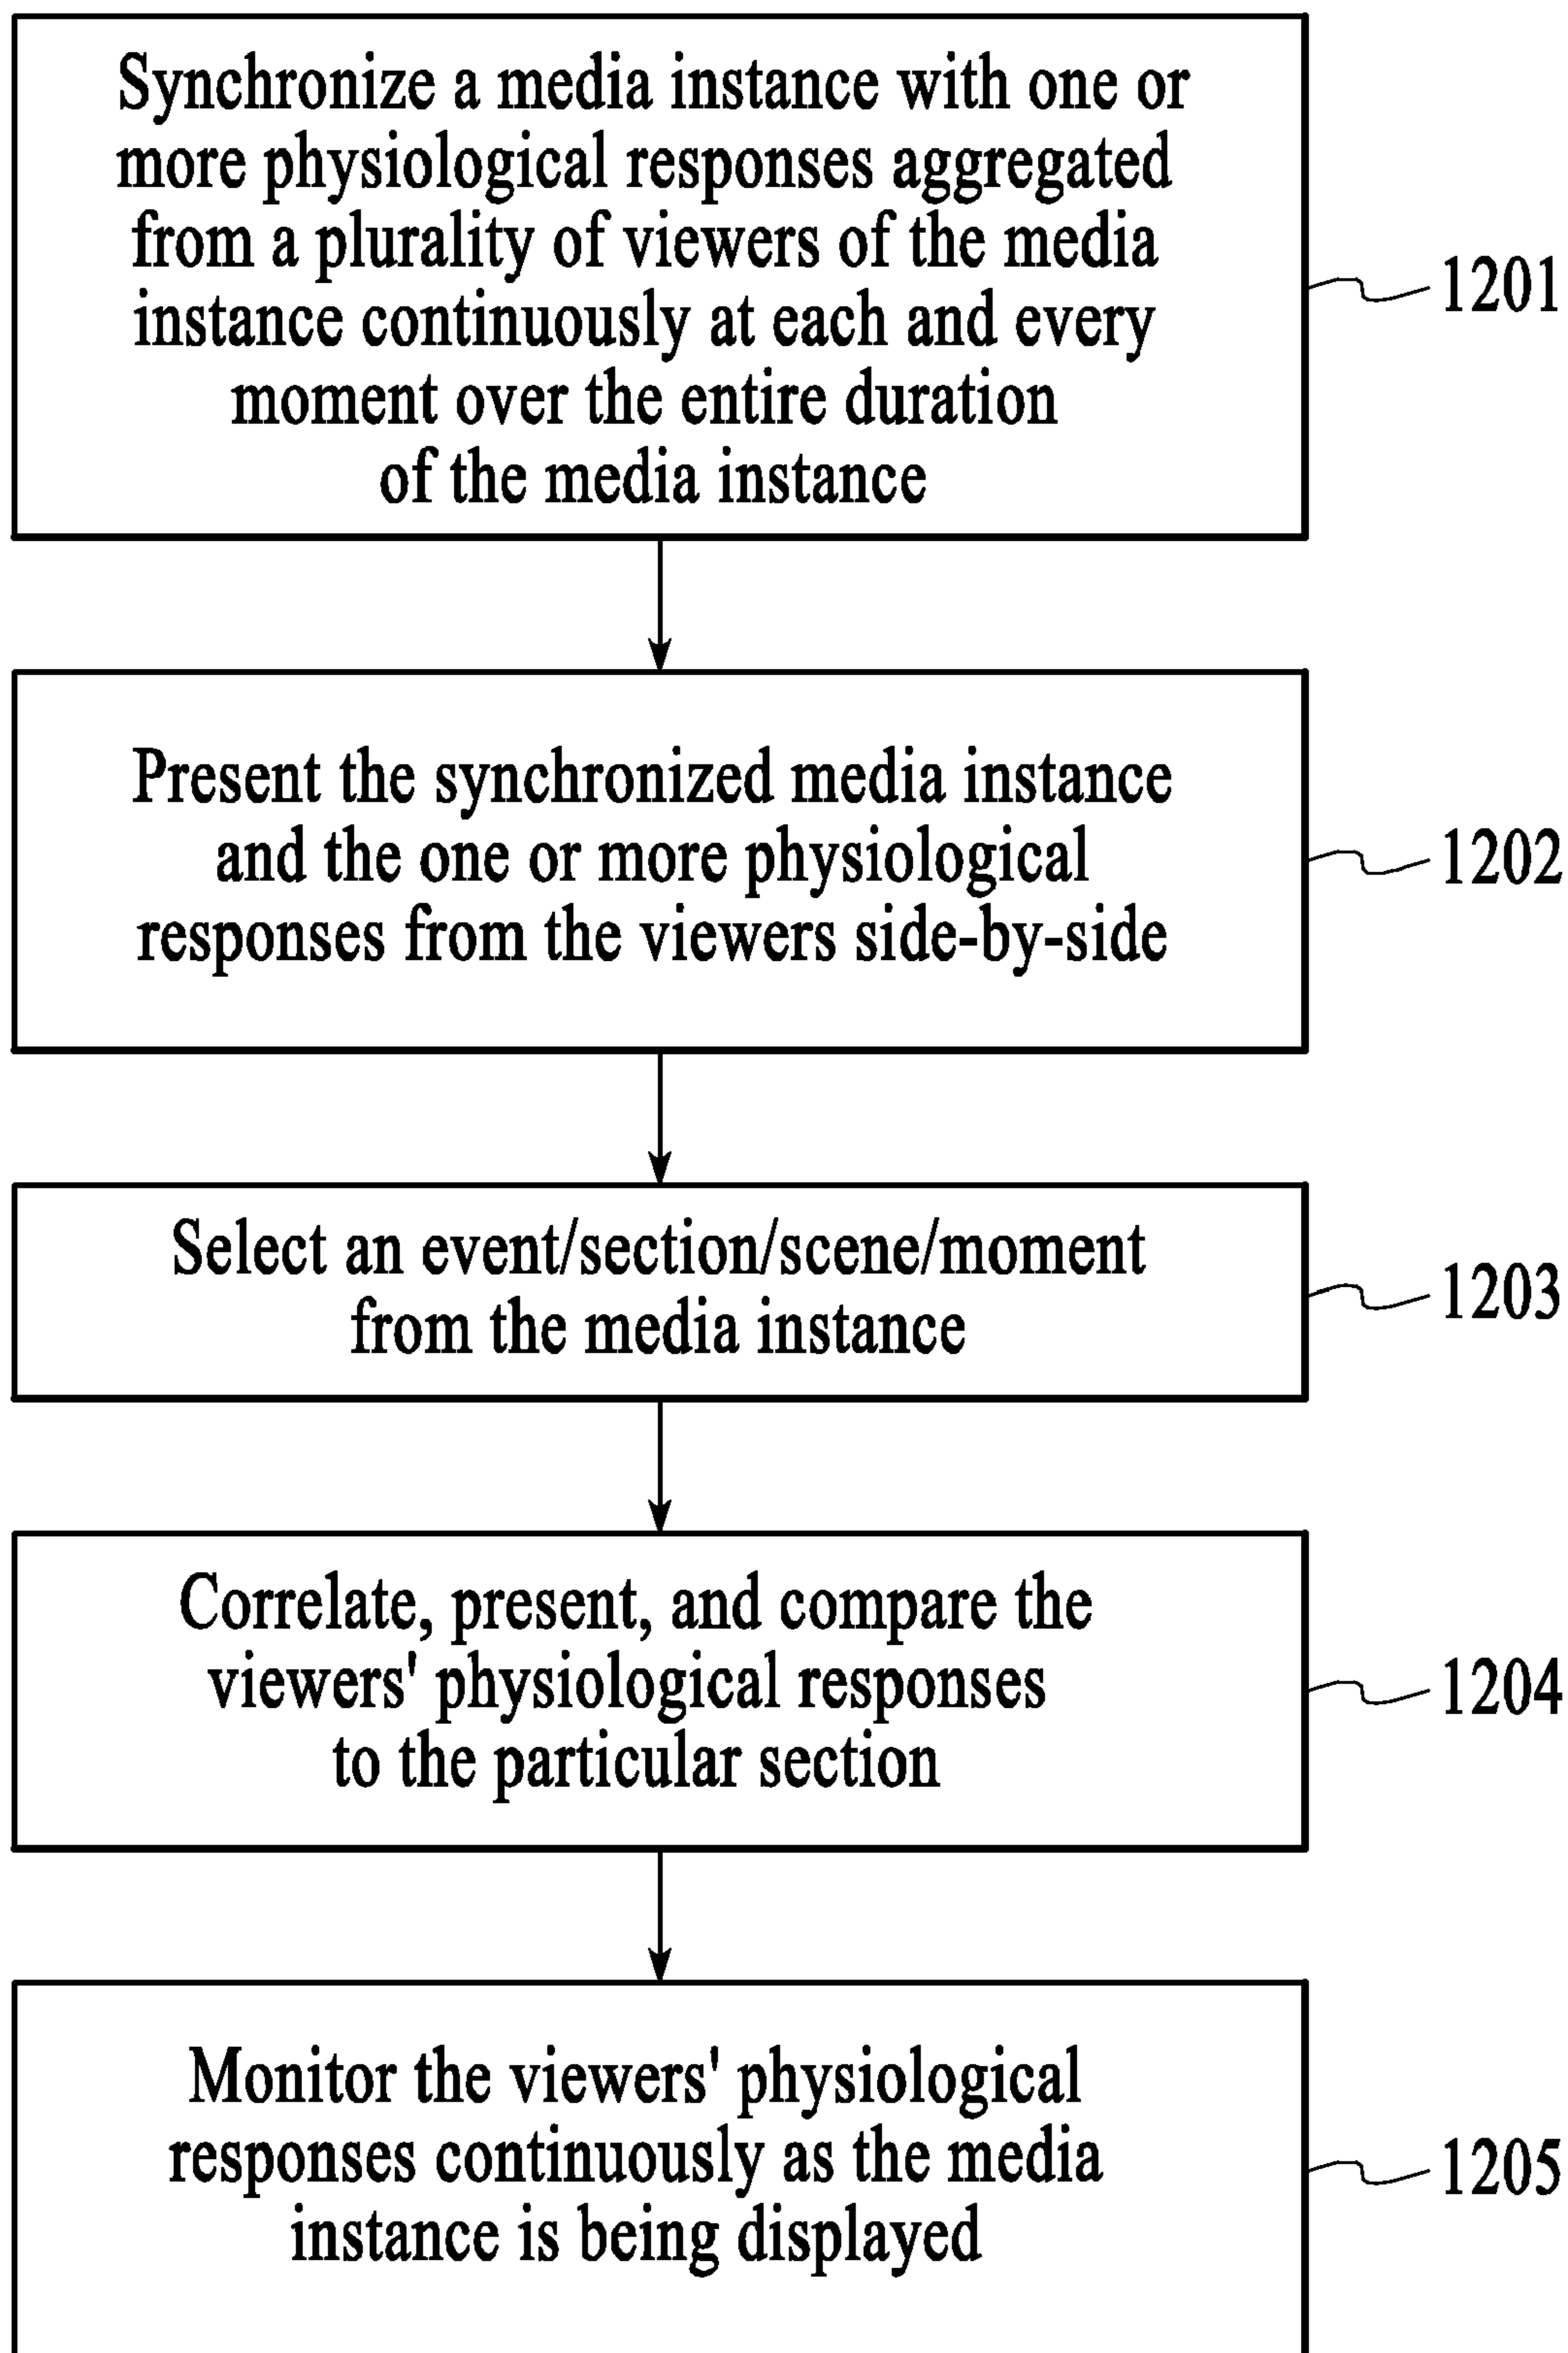 Synchronize a media instance with one or
more physiological responses aggregated
from a plurality of viewers of the media
instance continuously at each and every
moment over the entire duration
of the media instance
1201
Present the synchronized media instance
and the one or more physiological
responses from the viewers side-by-side
1202
Select an event/section/scene/moment
from the media instance
1203
Correlate, present, and compare the
viewers' physiological responses
to the particular section
1204
Monitor the viewers' physiological
responses continuously as the media
instance is being displayed
1205